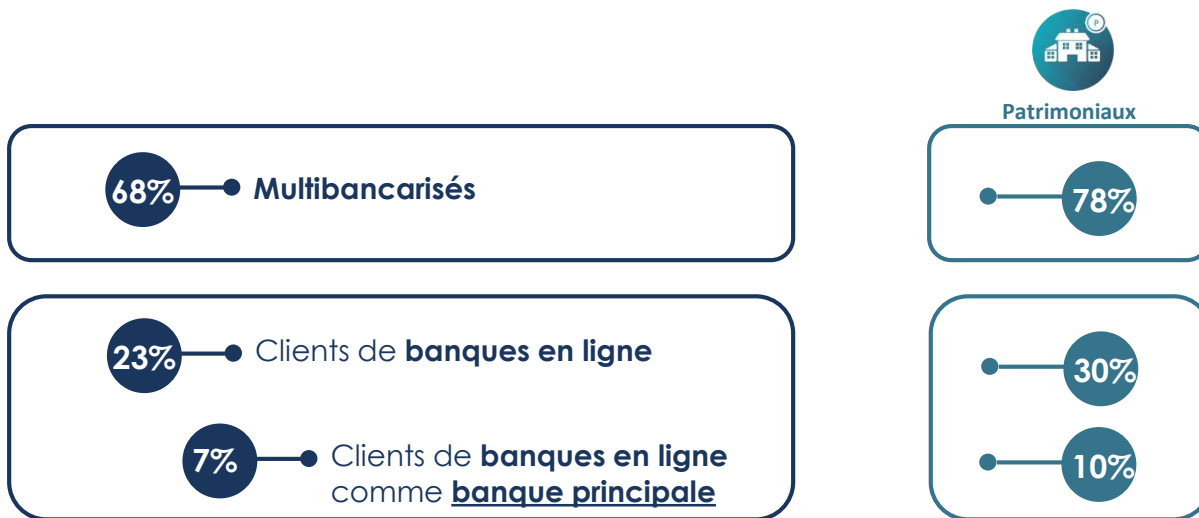 P
Patrimoniaux
68% Multibancarisés
78%
23% Clients de banques en ligne
30%
7% Clients de banques en ligne
comme banque principale
10%